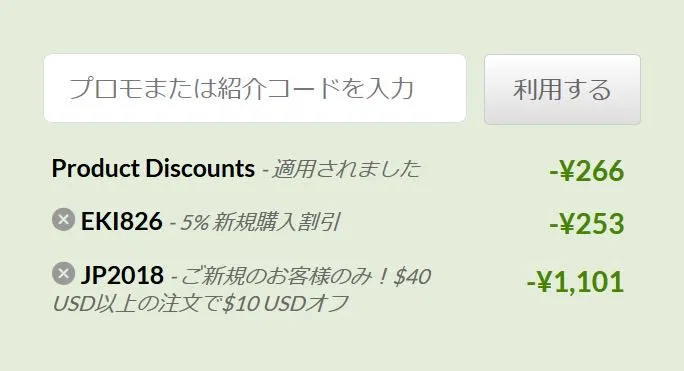 プロモまたは紹介コードを入力 利用する
Product Discounts - 適用されました -¥266
EKI826 - 5% 新規購入割引 -¥253
JP2018 - ご新規のお客様のみ！$40 -¥1,101
USD以上の注文で$10 USDオフ